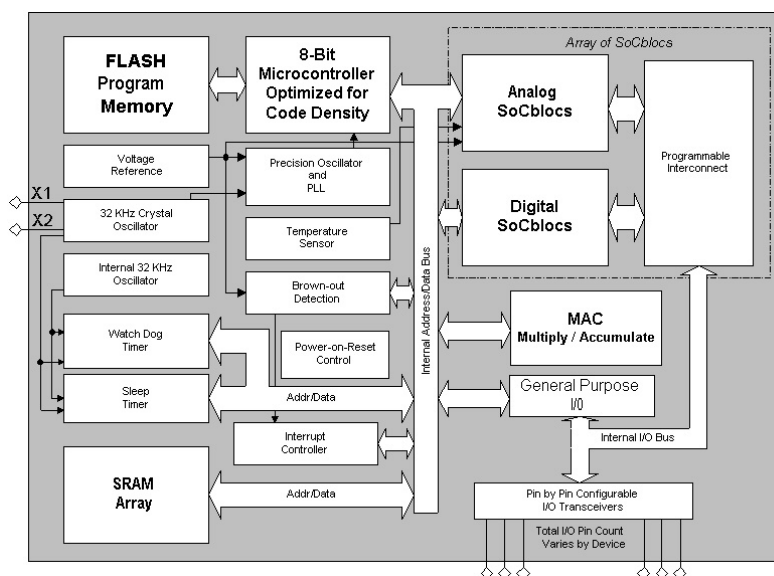 FLASH
Program
Memory
8-Bit
Microcontroller
Optimized for
Code Density
Array of SoCblocs
Analog
SoCblocs
Programmable
Interconnect
Voltage
Reference
Precision Oscillator
and
PLL
X1
X2
32 KHz Crystal
Oscillator
Digital
SoCblocs
Temperature
Sensor
Internal 32 KHz
Oscillator
Brown-out
Detection
Internal Address/Data Bus
Watch Dog
Timer
Power-on-Reset
Control
MAC
Multiply / Accumulate
Sleep
Timer
Addr/Data
General Purpose
I/0
Interrupt
Controller
Internal I/O Bus
SRAM
Array
Addr/Data
Pin by Pin Configurable
I/O Transceivers
Total I/O Pin Count
Varies by Device